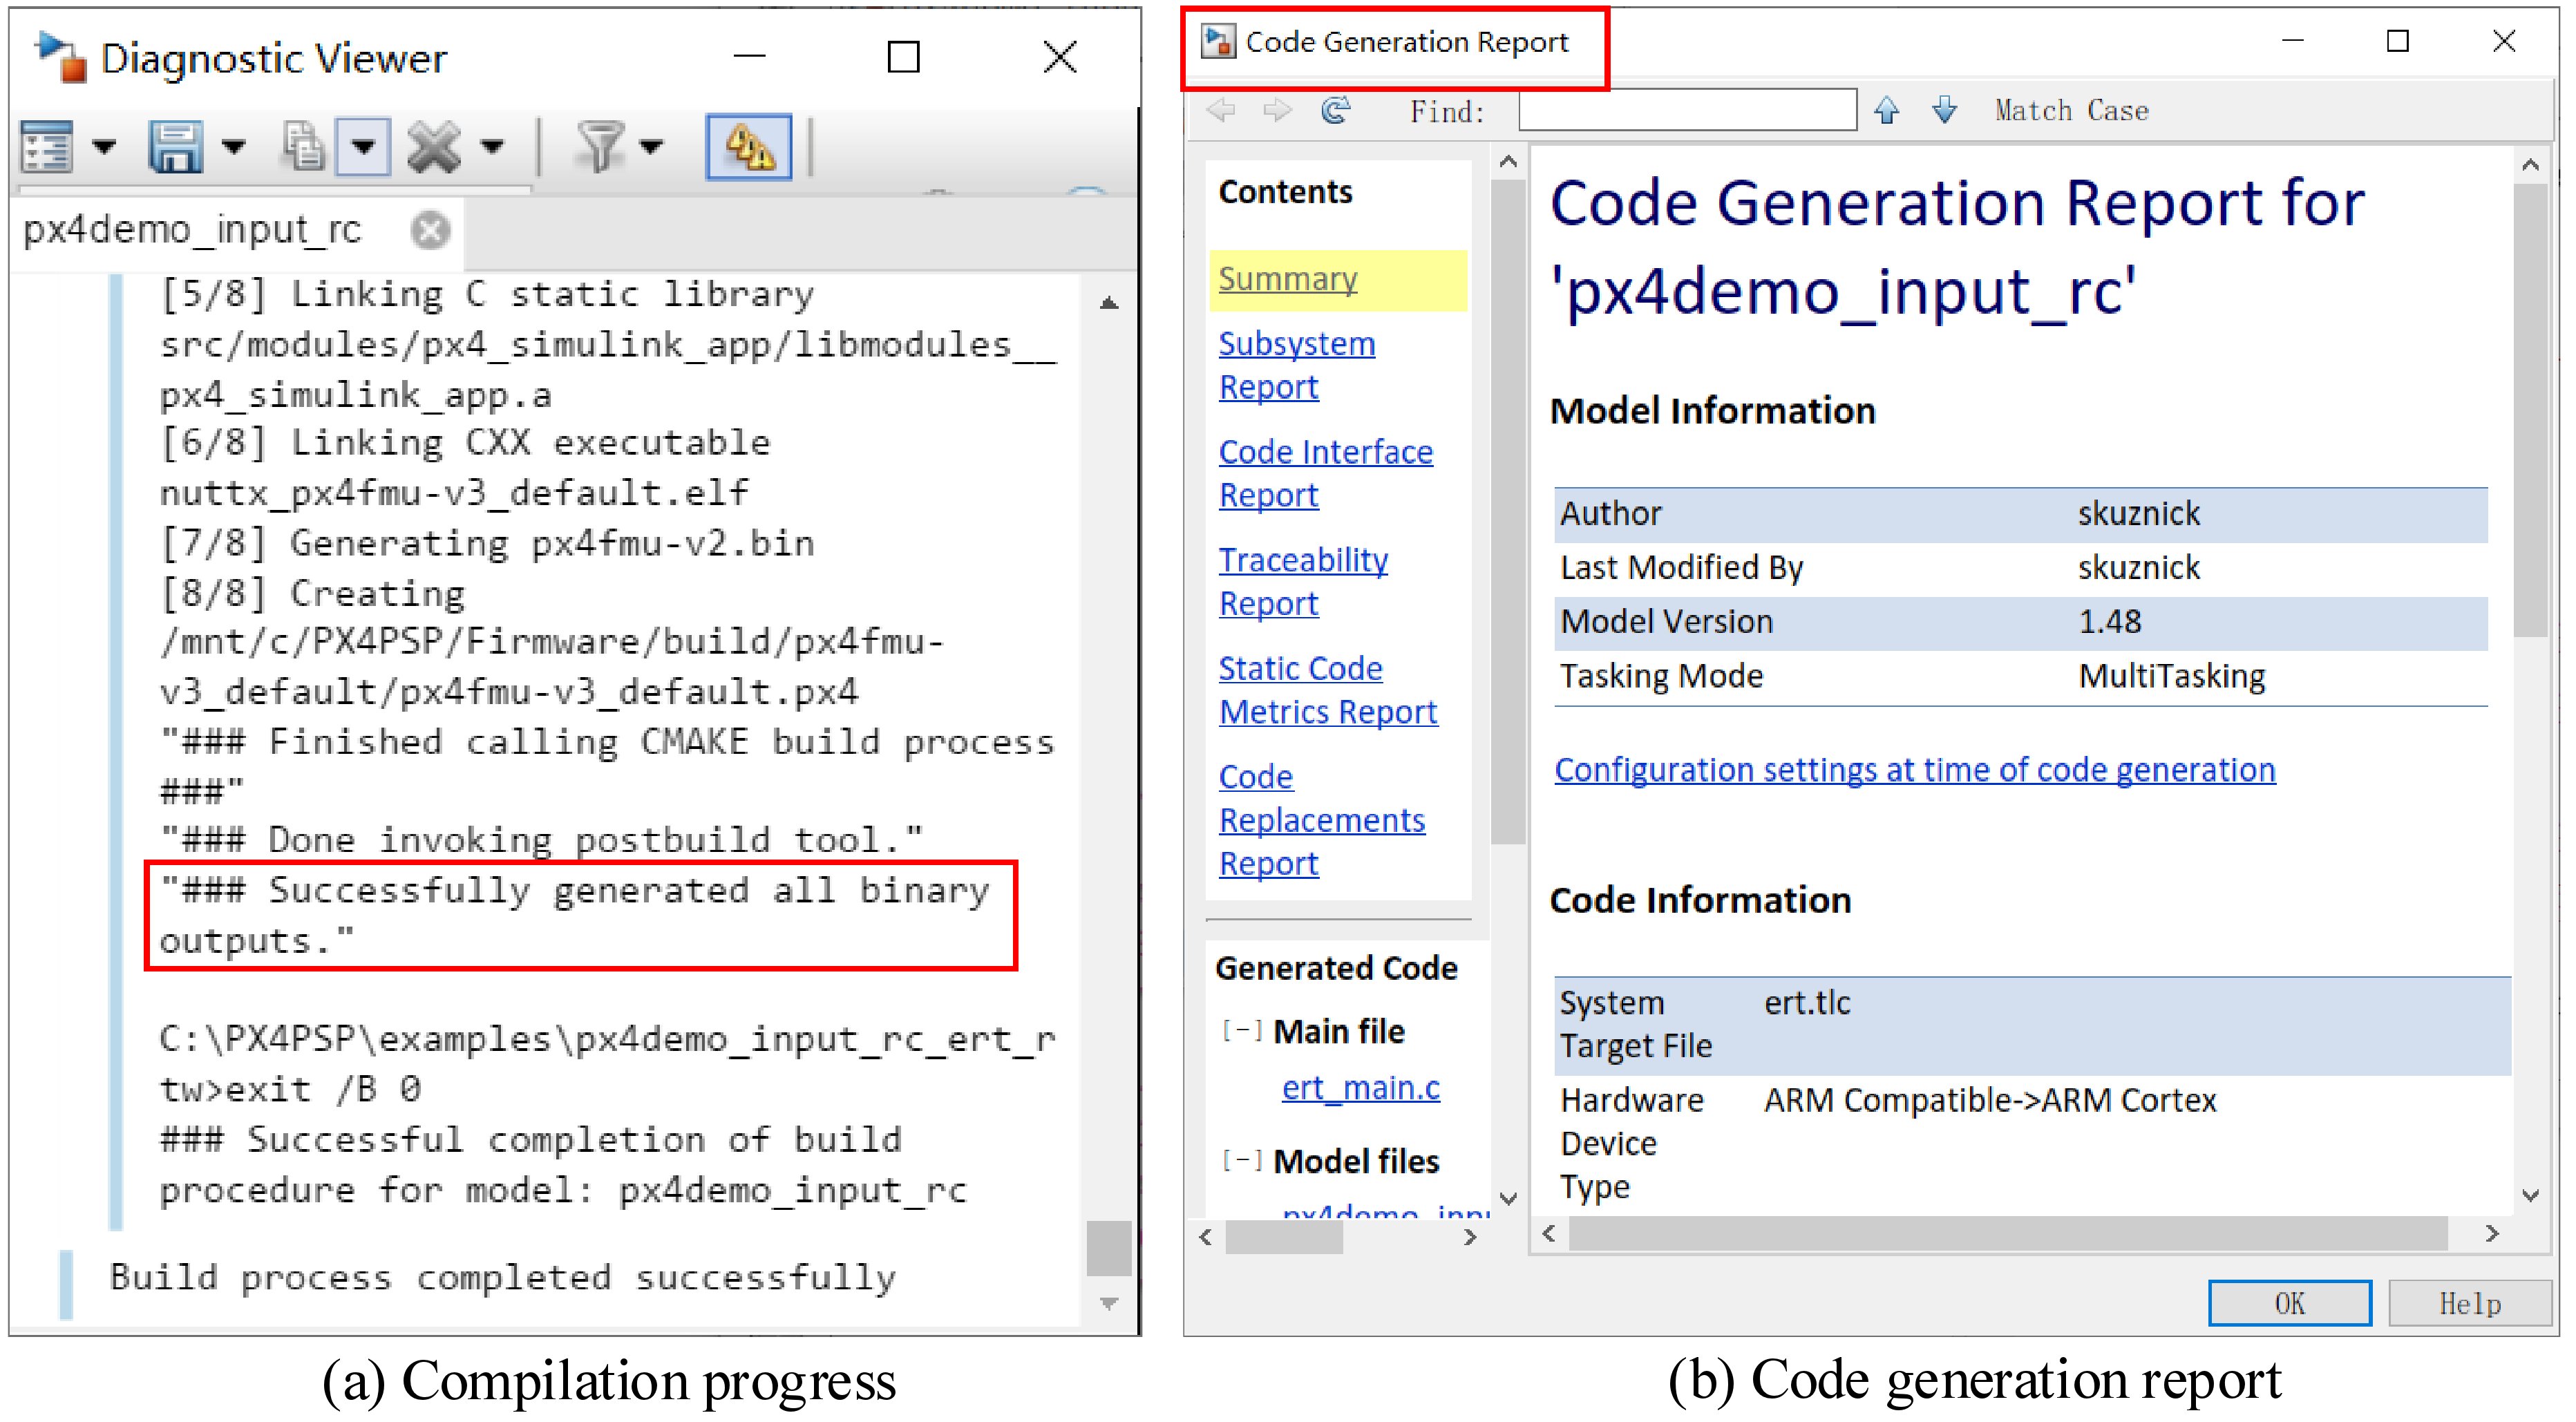 Diagnostic Viewer
px4demo_input_rc
[5/8] Linking C static library
src/modules/px4_simulink_app/libmodules__
px4_simulink_app.a
[6/8] Linking CXX executable
nuttx_px4fmu-v3_default.elf
[7/8] Generating px4fmu-v2.bin
[8/8] Creating
/mnt/c/PX4PSP/Firmware/build/px4fmu-
v3_default/px4fmu-v3_default.px4
"### Finished calling CMAKE build process
###"
"### Done invoking postbuild tool."
"### Successfully generated all binary
outputs."
C:\PX4PSP\examples\px4demo_input_rc_ert_r
tw>exit /B 0
### Successful completion of build
procedure for model: px4demo_input_rc
Build process completed successfully
(a) Compilation progress
Code Generation Report
Find:
Match Case
Contents
Summary
Subsystem
Report
Code Interface
Report
Traceability
Report
Static Code
Metrics Report
Code
Replacements
Report
Generated Code
[-] Main file
ert_main.c
[-] Model files
px4demo_inpu
Code Generation Report for
'px4demo_input_rc'
Model Information
Author skuznick
Last Modified By skuznick
Model Version 1.48
Tasking Mode MultiTasking
Configuration settings at time of code generation
Code Information
System ert.tlc
Target File
Hardware ARM Compatible->ARM Cortex
Device
Type
OK
Help
(b) Code generation report